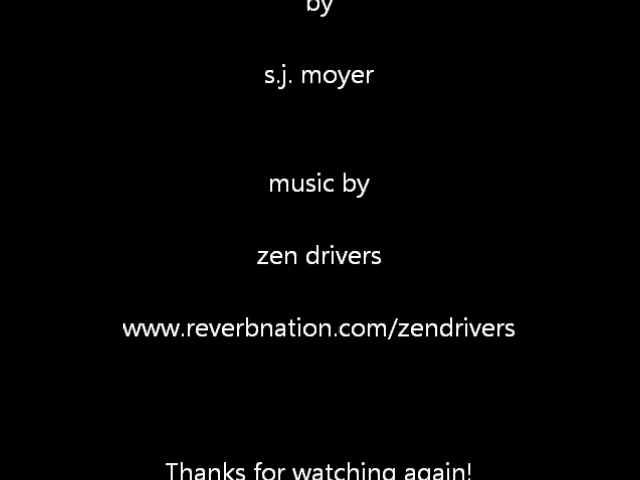 by
s.j. moyer
music by
zen drivers
www.reverbnation.com/zendrivers
Thanks for watching again!